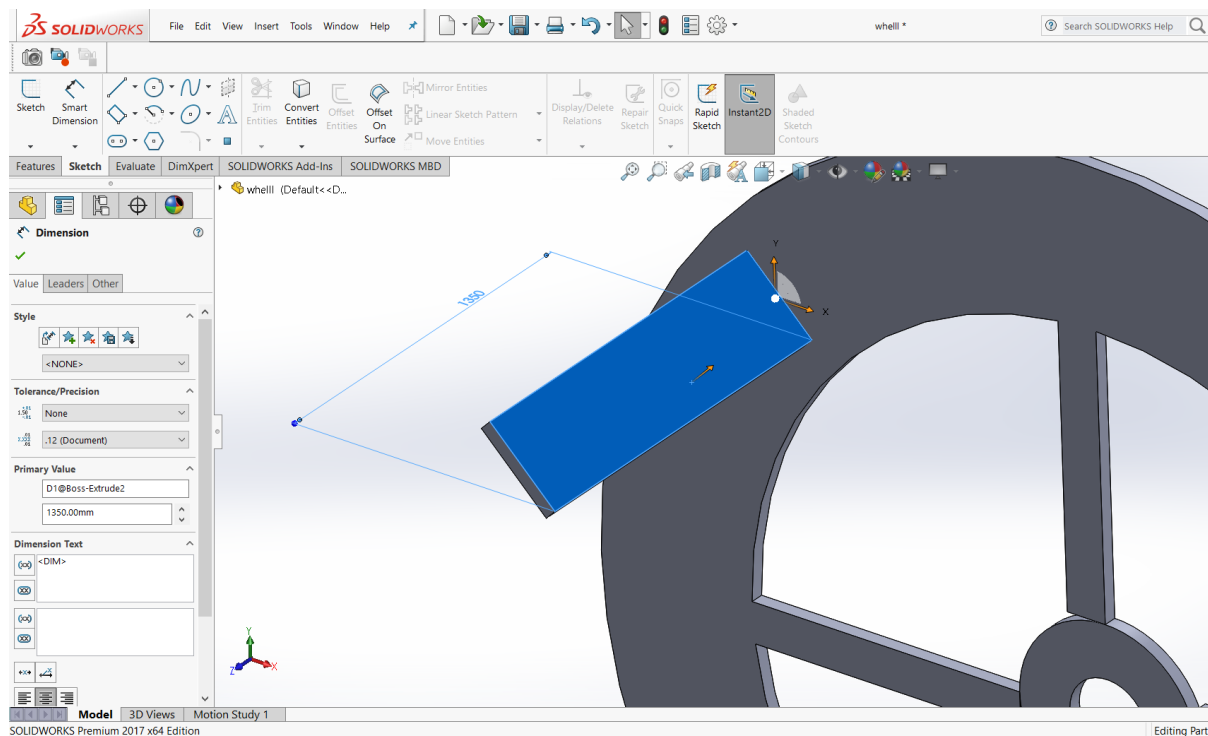 SOLIDWORKS File Edit View Insert Tools Window Help whelll * Search SOLIDWORKS Help
Sketch Smart Dimension Trim Entities Convert Entities Offset Entities Offset On Surface Mirror Entities Linear Sketch Pattern Move Entities Display/Delete Relations Repair Sketch Quick Snaps Rapid Sketch Instant2D Shaded Sketch Contours
Features Sketch Evaluate DimXpert SOLIDWORKS Add-Ins SOLIDWORKS MBD
whelll (Default<<D...
Dimension
Value Leaders Other
Style
<NONE>
Tolerance/Precision
None
.12 (Document)
Primary Value
D1@Boss-Extrude2
1350.00mm
Dimension Text
<DIM>
1350
Y
X
Y
Z X
Model 3D Views Motion Study 1
SOLIDWORKS Premium 2017 x64 Edition Editing Part